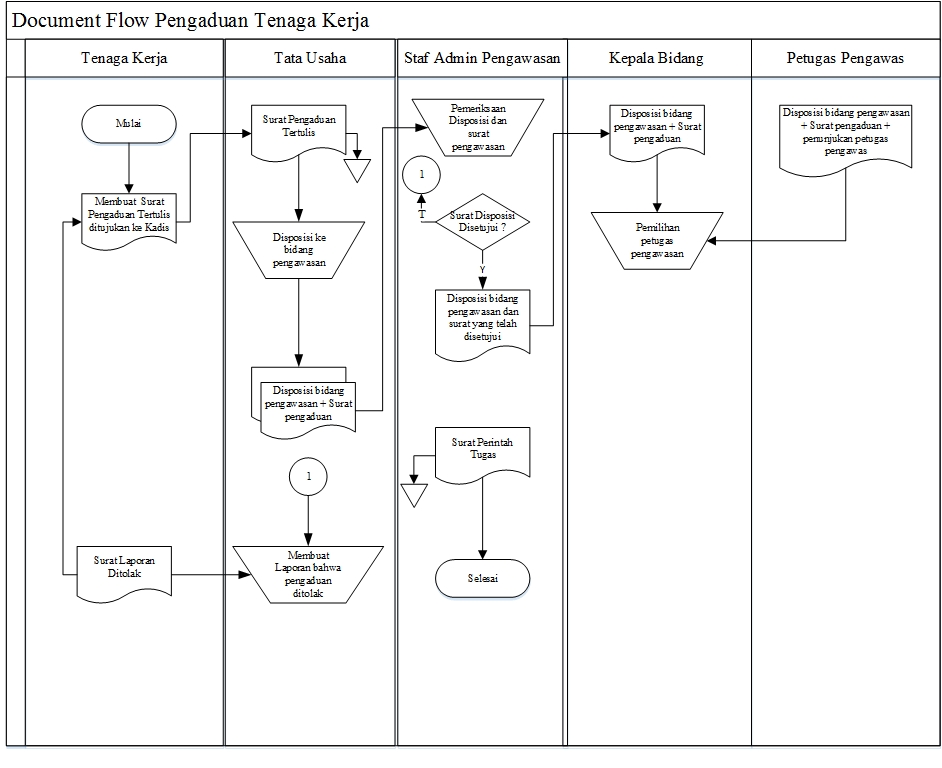 Document Flow Pengaduan Tenaga Kerja
Tenaga Kerja
Tata Usaha
Staf Admin Pengawasan
Kepala Bidang
Petugas Pengawas
Mulai
Membuat Surat
Pengaduan Tertulis
ditujukan ke Kadis
Surat Laporan
Ditolak
Surat Pengaduan
Tertulis
Disposisi ke
bidang
pengawasan
Disposisi bidang
pengawasan + Surat
pengaduan
1
Membuat
Laporan bahwa
pengaduan
ditolak
Pemeriksaan
Disposisi dan
surat
pengawasan
1
T
Surat Disposisi
Disetujui ?
Y
Disposisi bidang
pengawasan dan
surat yang telah
disetujui
Surat Perintah
Tugas
Selesai
Disposisi bidang
pengawasan + Surat
pengaduan
Pemilihan
petugas
pengawasan
Disposisi bidang pengawasan
+ Surat pengaduan +
penunjukan petugas
pengawas